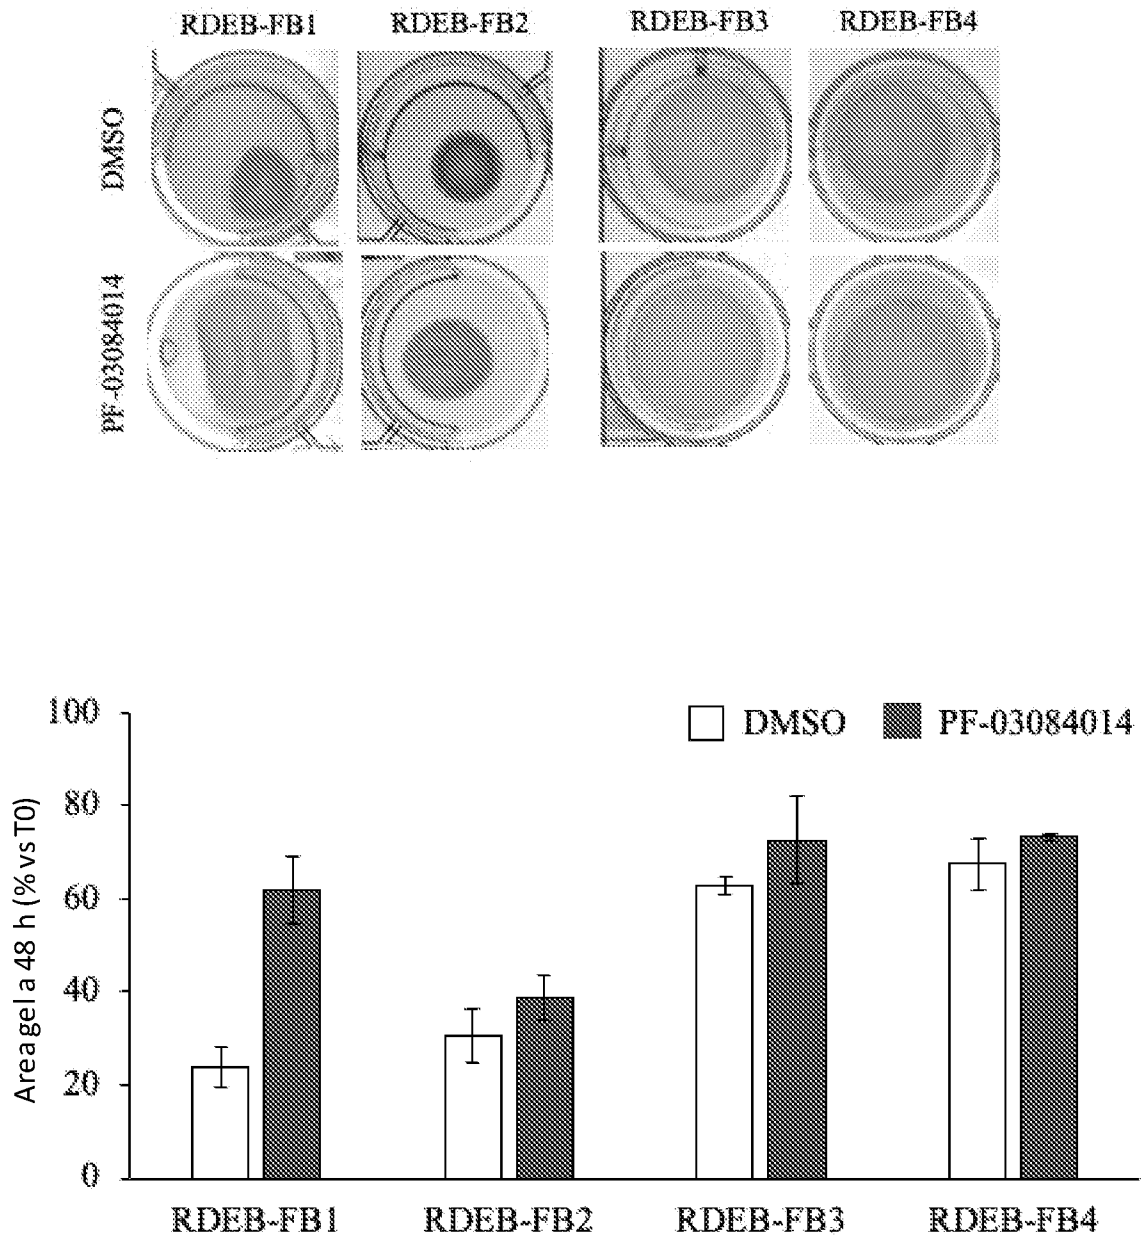 RDEB-FB1 RDEB-FB2 RDEB-FB3 RDEB-FB4
DMSO
PF-03084014
100
80
60
40
20
0
Area gel a 48 h (% vs T0)
DMSO PF-03084014
RDEB-FB1 RDEB-FB2 RDEB-FB3 RDEB-FB4